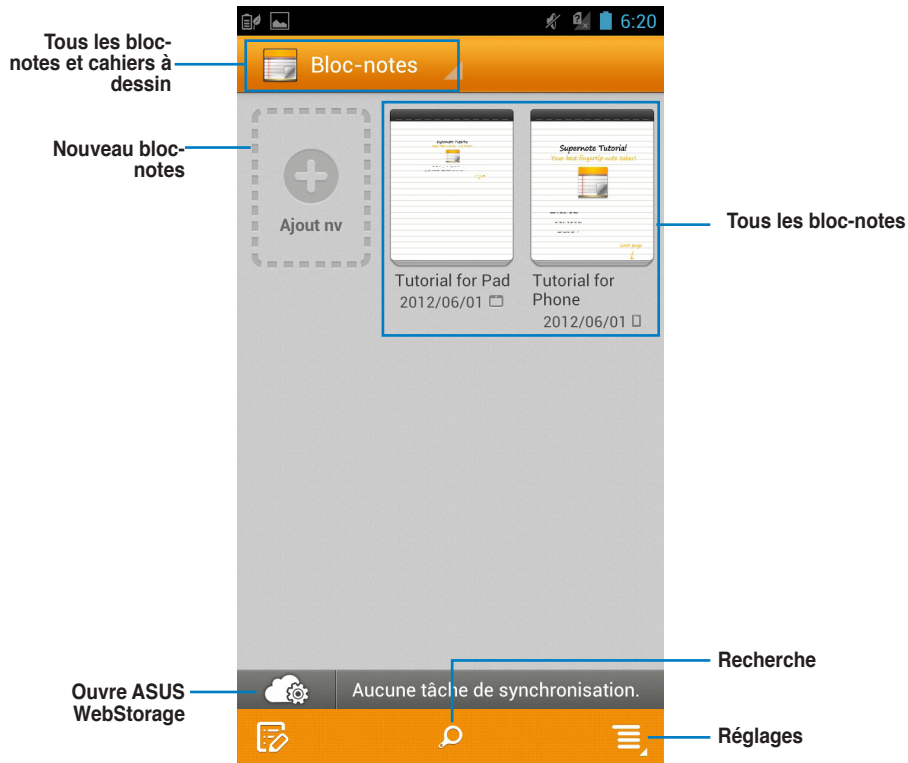 6:20
Tous les bloc-
notes et cahiers à
dessin
Bloc-notes
Nouveau bloc-
notes
Ajout nv
Supernote Tutorial
Your best fingertip note taker!
Tous les bloc-notes
Tutorial for Pad
2012/06/01
Tutorial for
Phone
2012/06/01
Recherche
Ouvre ASUS
WebStorage
Aucune tâche de synchronisation.
Réglages